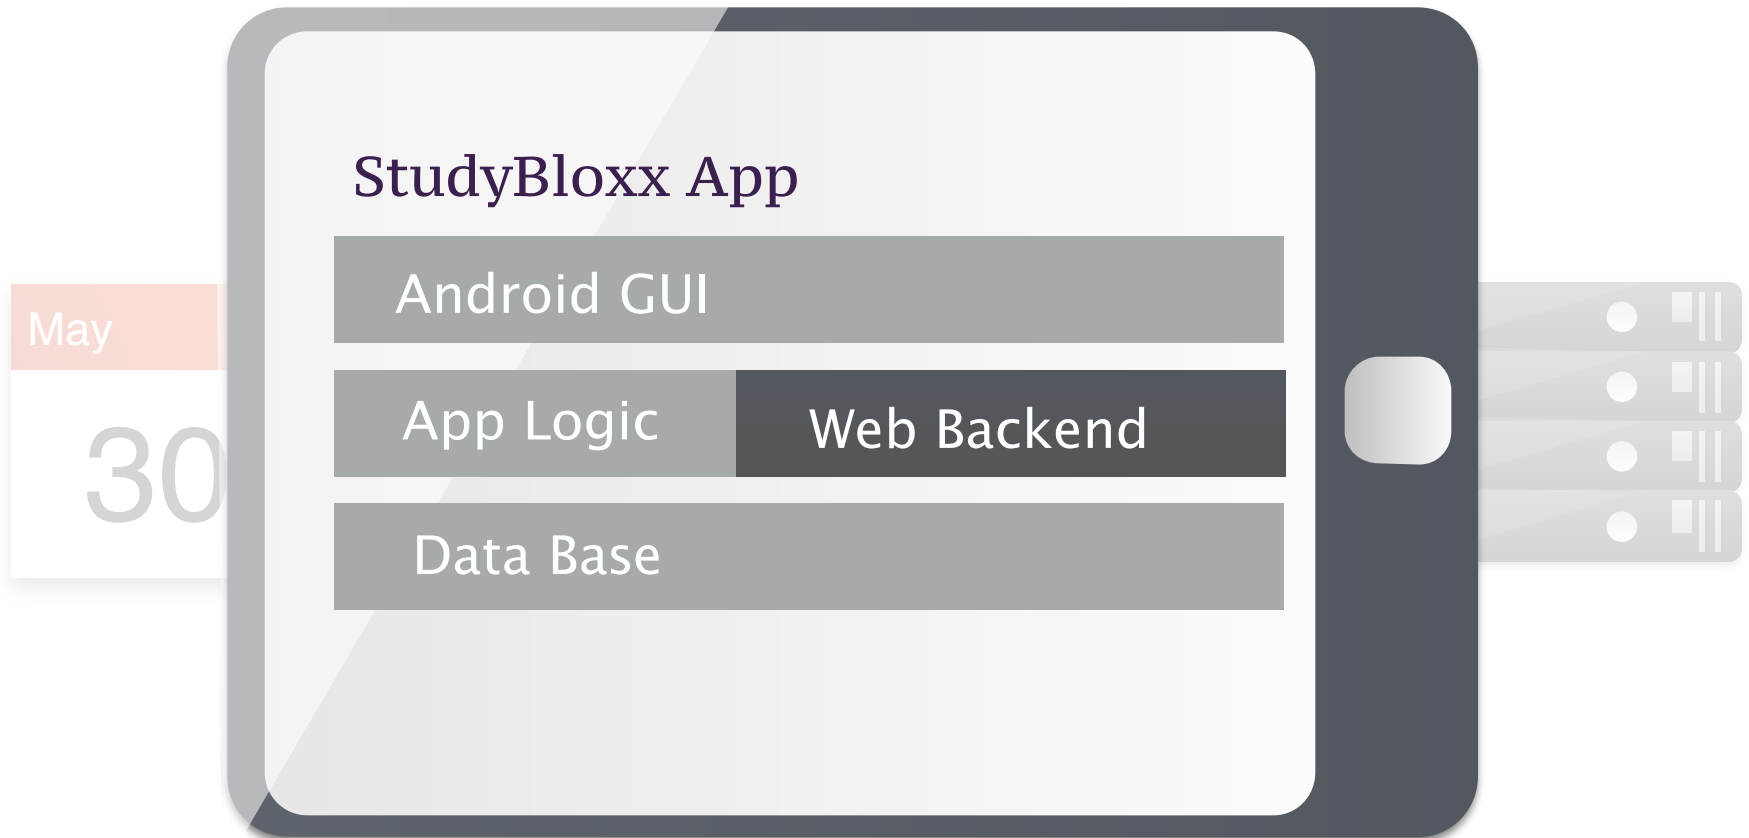 StudyBloxx App
Android GUI
May
App Logic
Web Backend
30
Data Base